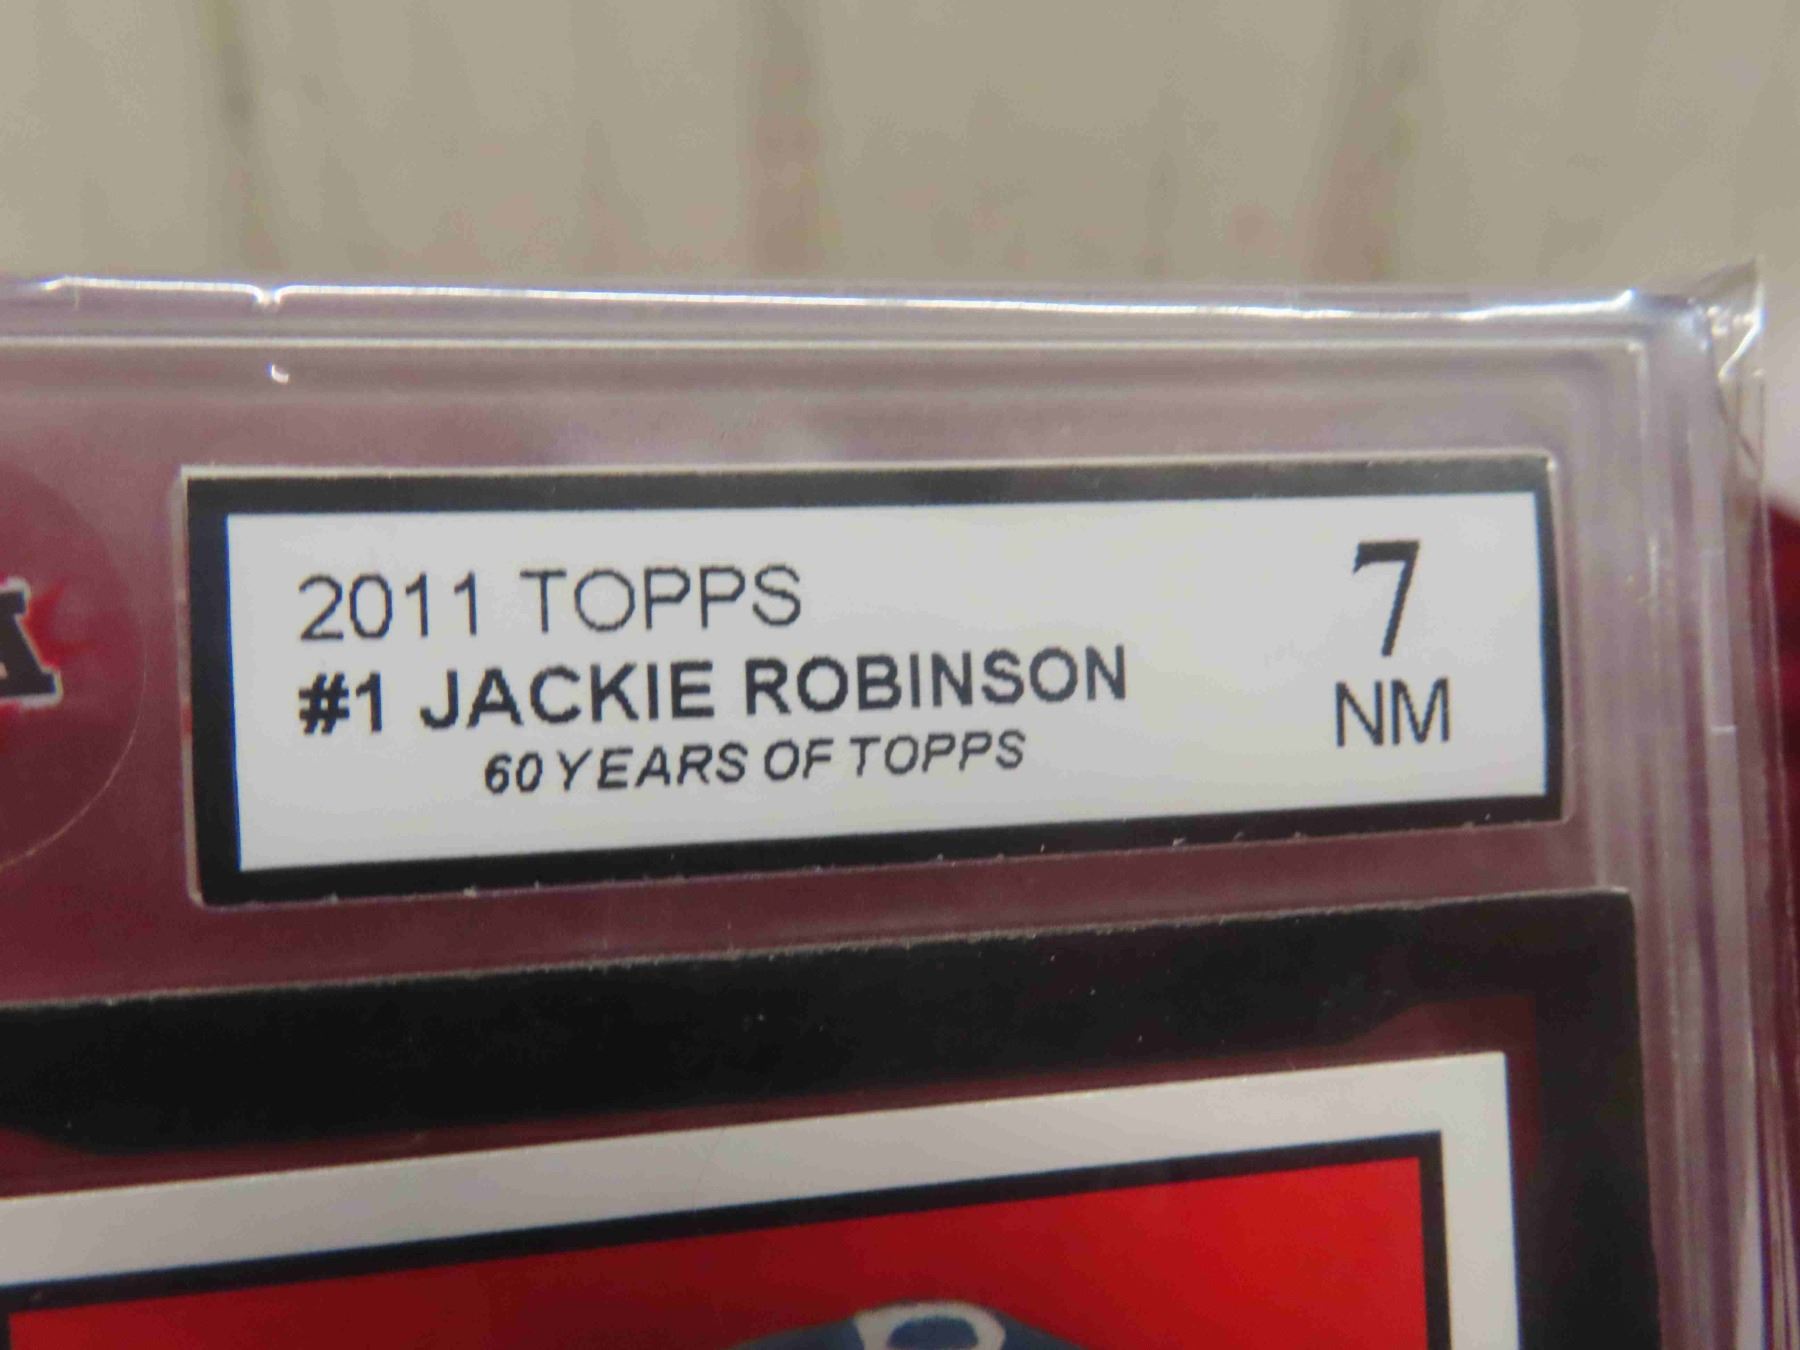 2011 TOPPS
#1 JACKIE ROBINSON
60 YEARS OF TOPPS
7
NM